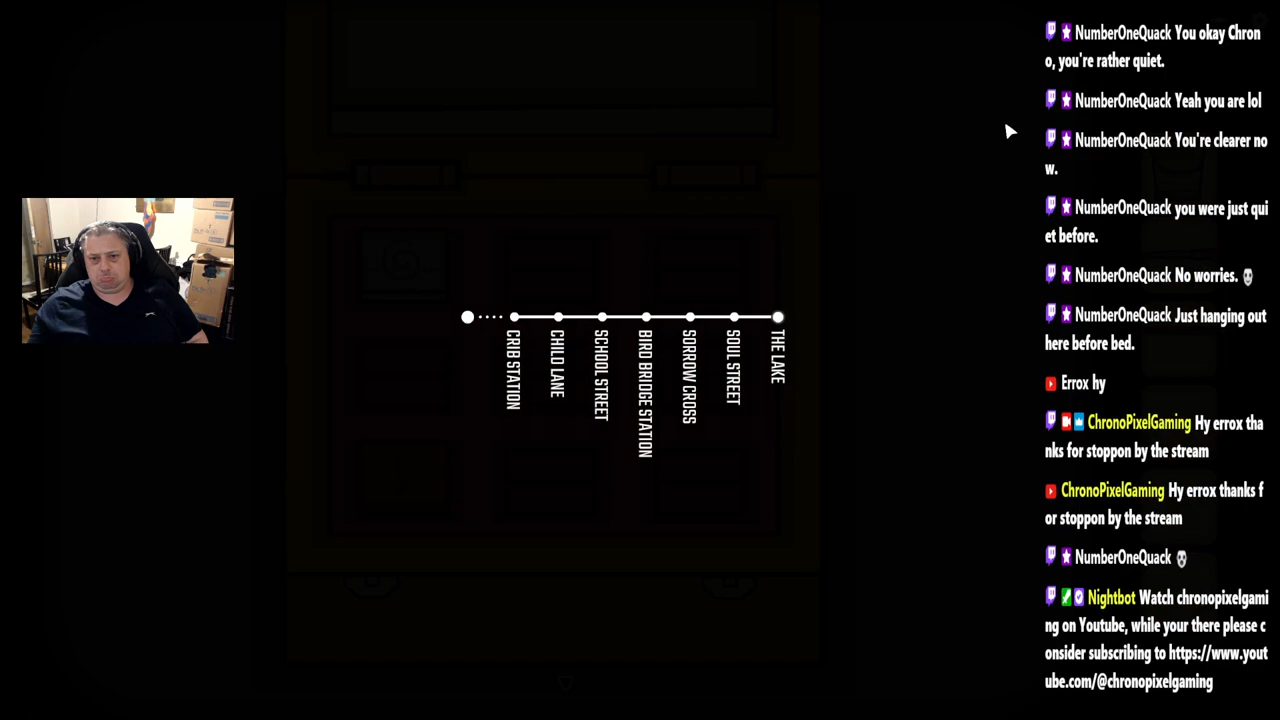 CRIB STATION
CHILD LANE
SCHOOL STREET
BIRD BRIDGE STATION
SORROW CROSS
SOUL STREET
THE LAKE
NumberOneQuack You okay Chron
o, you're rather quiet.
NumberOneQuack Yeah you are lol
NumberOneQuack You're clearer no
w.
NumberOneQuack you were just qui
et before.
NumberOneQuack No worries.
NumberOneQuack Just hanging out
here before bed.
Errox hy
ChronoPixelGaming Hy errox tha
nks for stoppon by the stream
ChronoPixelGaming Hy errox thanks f
or stoppon by the stream
NumberOneQuack
Nightbot Watch chronopixelgami
ng on Youtube, while your there please c
onsider subscribing to https://www.yout
ube.com/@chronopixelgaming